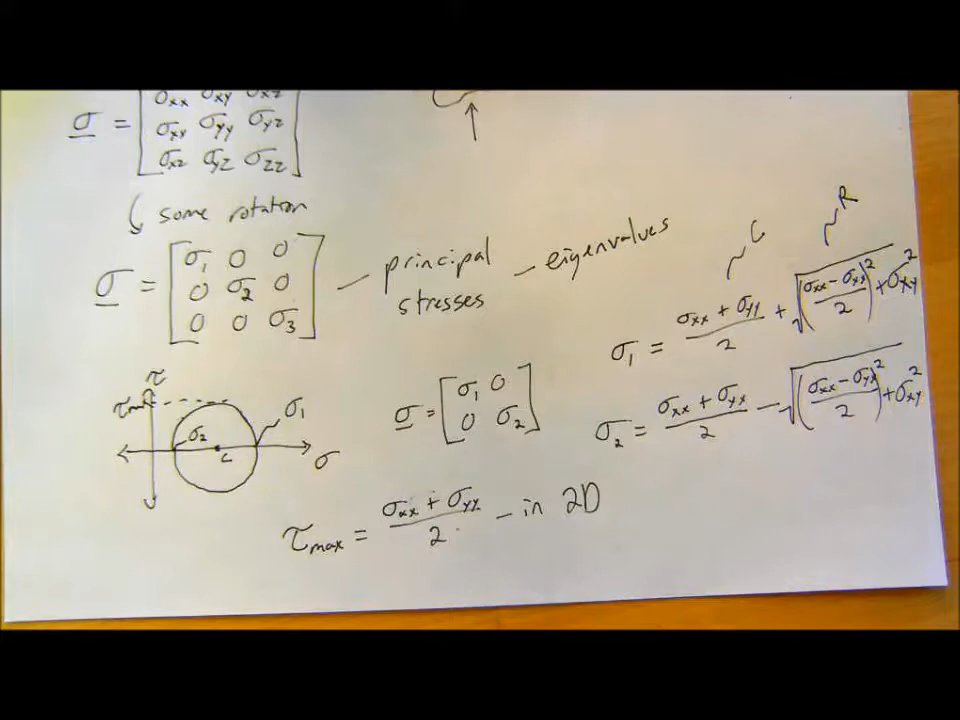 σxx σxy σxz
σ = σxy σyy σyz
σxz σyz σzz
some rotation
R
C
σ = [σ₁ 0 0
0 σ₂ 0
0 0 σ₃]
— principal stresses — eigenvalues
σ₁ = (σxx + σyy)/2 + √((σxx - σyy)/2)² + σxy²
τ
τmax
σ₁
σ₂
C
σ
σ = [σ₁ 0
0 σ₂]
σ₂ = (σxx + σyy)/2 — √((σxx - σyy)/2)² + σxy²
τmax = (σxx + σyy)/2 — in 2D